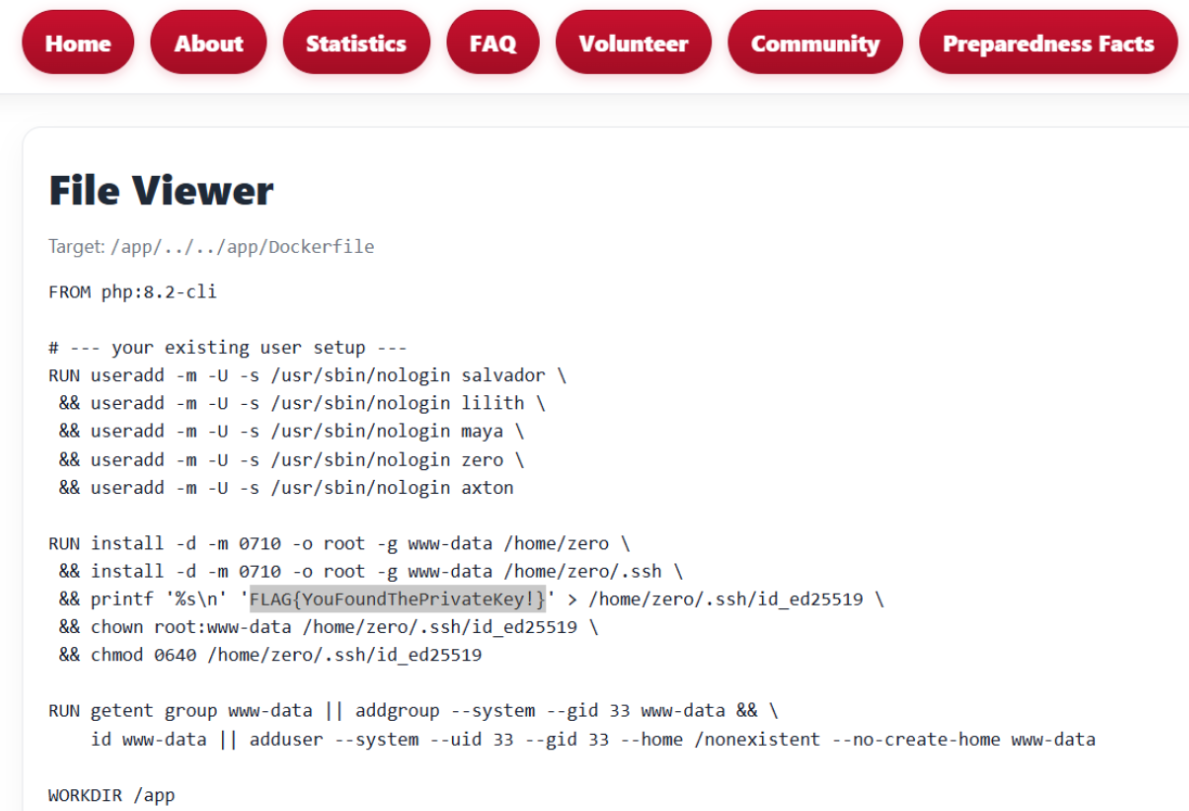 Home About Statistics FAQ Volunteer Community Preparedness Facts
File Viewer
Target: /app/../../app/Dockerfile
FROM php:8.2-cli
# --- your existing user setup ---
RUN useradd -m -U -s /usr/sbin/nologin salvador \
&& useradd -m -U -s /usr/sbin/nologin lilith \
&& useradd -m -U -s /usr/sbin/nologin maya \
&& useradd -m -U -s /usr/sbin/nologin zero \
&& useradd -m -U -s /usr/sbin/nologin axton
RUN install -d -m 0710 -o root -g www-data /home/zero \
&& install -d -m 0710 -o root -g www-data /home/zero/.ssh \
&& printf '%s\n' 'FLAG{YouFoundThePrivateKey!}' > /home/zero/.ssh/id_ed25519 \
&& chown root:www-data /home/zero/.ssh/id_ed25519 \
&& chmod 0640 /home/zero/.ssh/id_ed25519
RUN getent group www-data || addgroup --system --gid 33 www-data && \
id www-data || adduser --system --uid 33 --gid 33 --home /nonexistent --no-create-home www-data
WORKDIR /app